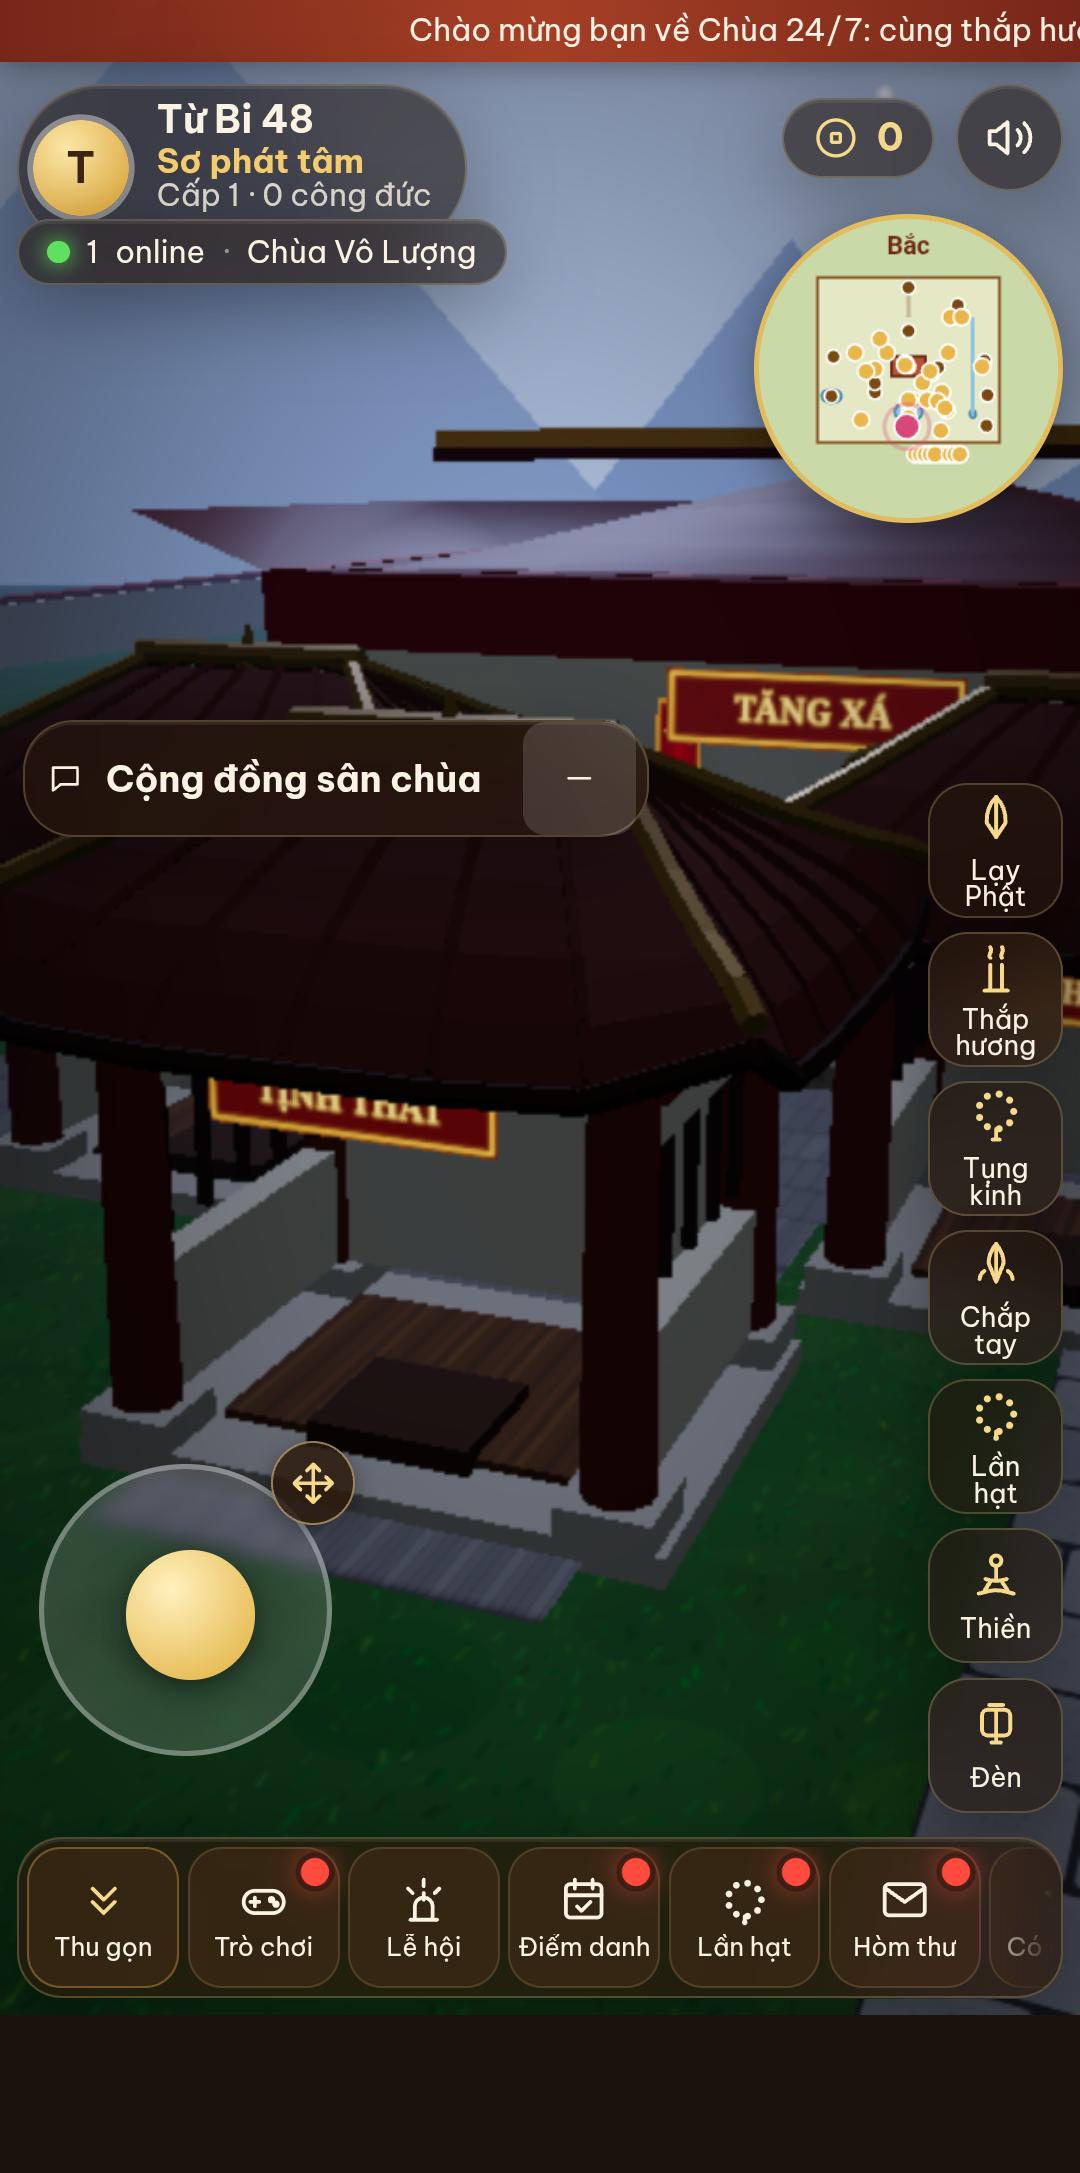 Chào mừng bạn về Chùa 24/7: cùng thắp
Từ Bi 48
T
Sơ phát tâm
Cấp 1 · 0 công đức
0
1 online · Chùa Vô Lượng
Bắc
TĂNG XÁ
Cộng đồng sân chùa
Lạy
Phật
Thắp
hương
TỊNH THẤT
Tụng
kinh
Chắp
tay
Lần
hạt
Thiền
Đèn
Thu gọn
Trò chơi
Lễ hội
Điểm danh
Lần hạt
Hòm thư
Có